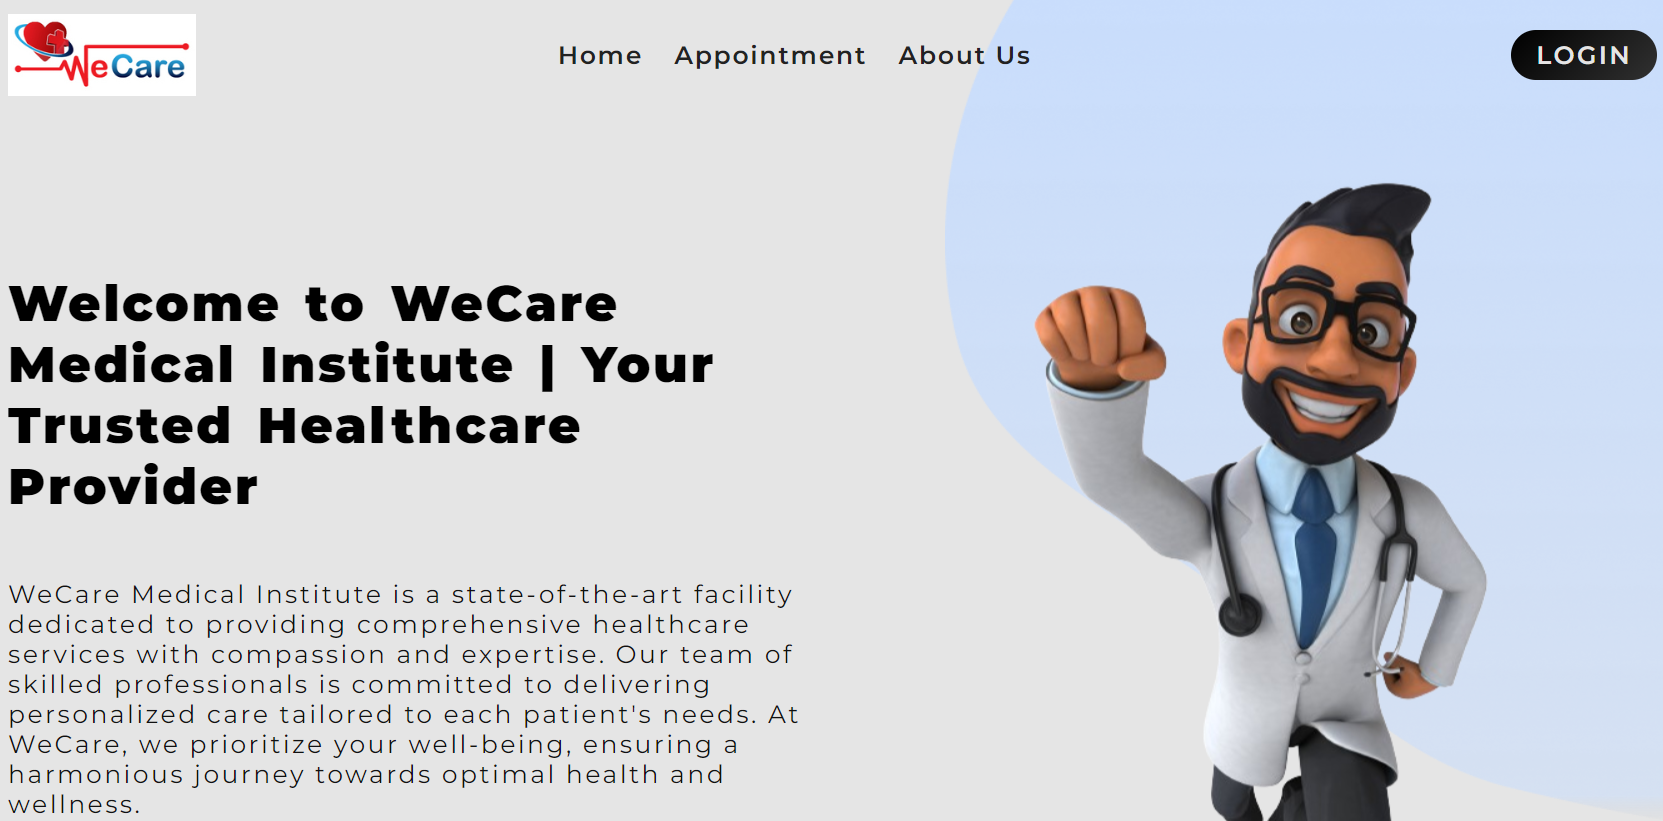 WeCare
Home Appointment About Us
LOGIN
Welcome to WeCare
Medical Institute | Your
Trusted Healthcare
Provider
WeCare Medical Institute is a state-of-the-art facility
dedicated to providing comprehensive healthcare
services with compassion and expertise. Our team of
skilled professionals is committed to delivering
personalized care tailored to each patient's needs. At
WeCare, we prioritize your well-being, ensuring a
harmonious journey towards optimal health and
wellness.